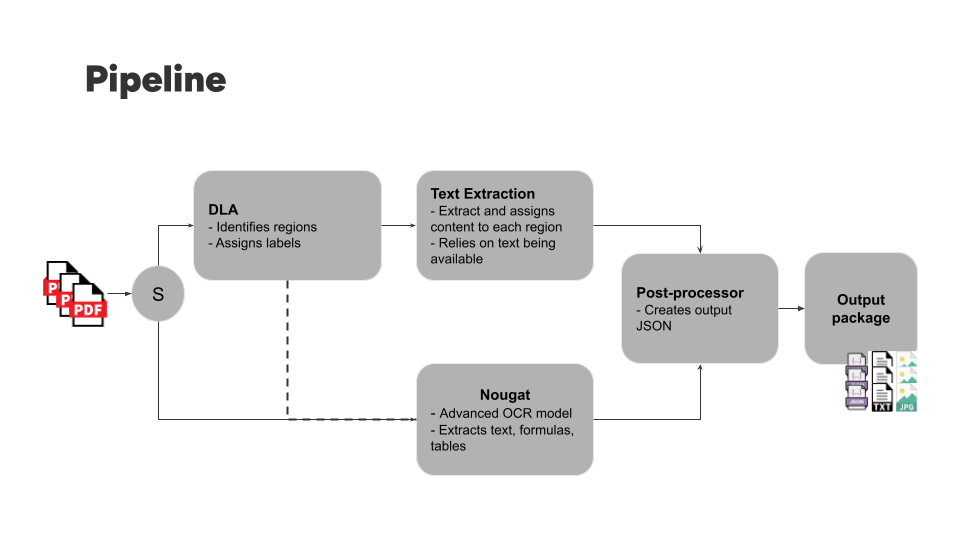 Pipeline
DLA
- Identifies regions
- Assigns labels
Text Extraction
- Extract and assigns
content to each region
- Relies on text being
available
S
PDF
Post-processor
- Creates output
JSON
Output
package
JSON
TXT
JPG
Nougat
- Advanced OCR model
- Extracts text, formulas,
tables